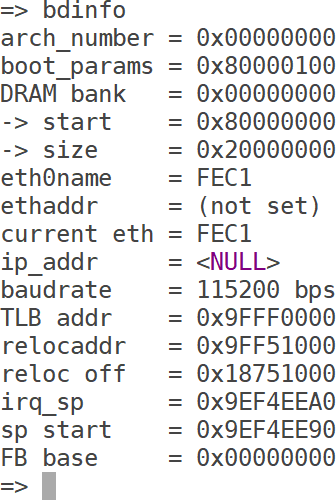 => bdinfo
arch_number = 0x00000000
boot_params = 0x80000100
DRAM bank   = 0x00000000
-> start    = 0x80000000
-> size     = 0x20000000
eth0name    = FEC1
ethaddr     = (not set)
current eth = FEC1
ip_addr     = <NULL>
baudrate    = 115200 bps
TLB addr    = 0x9FFF0000
relocaddr   = 0x9FF51000
reloc off   = 0x18751000
irq_sp      = 0x9EF4EEA0
sp start    = 0x9EF4EE90
FB base     = 0x00000000
=>